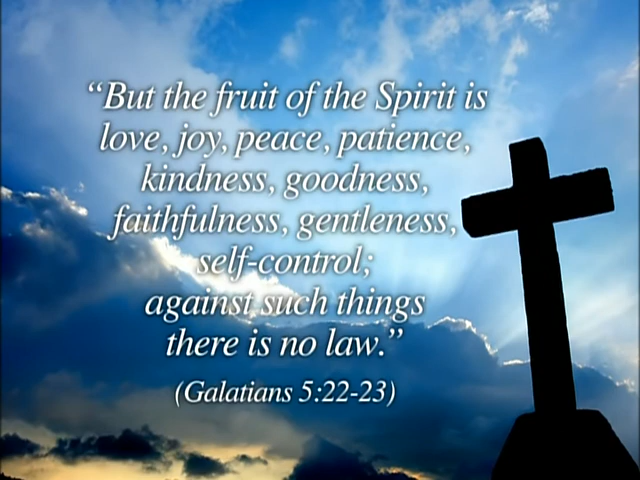 “But the fruit of the Spirit is
love, joy, peace, patience,
kindness, goodness,
faithfulness, gentleness,
self-control;
against such things
there is no law.”
(Galatians 5:22-23)